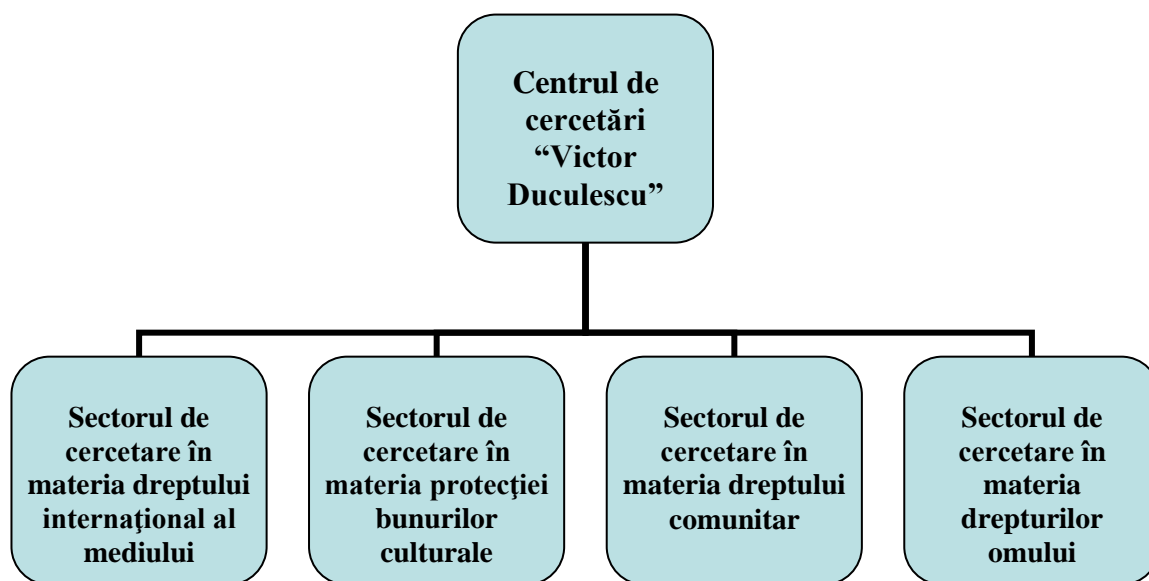 Centrul de
cercetări
“Victor
Duculescu”
Sectorul de
cercetare în
materia dreptului
internaţional al
mediului
Sectorul de
cercetare în
materia protecţiei
bunurilor
culturale
Sectorul de
cercetare în
materia dreptului
comunitar
Sectorul de
cercetare în
materia
drepturilor
omului